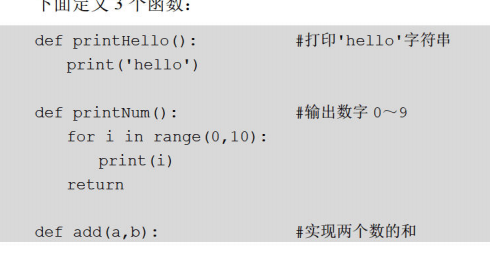 下面定义 3 个函数:
def printHello():   #打印'hello'字符串
    print('hello')
def printNum():   #输出数字 0～9
    for i in range(0,10):
        print(i)
    return
def add(a,b):   #实现两个数的和